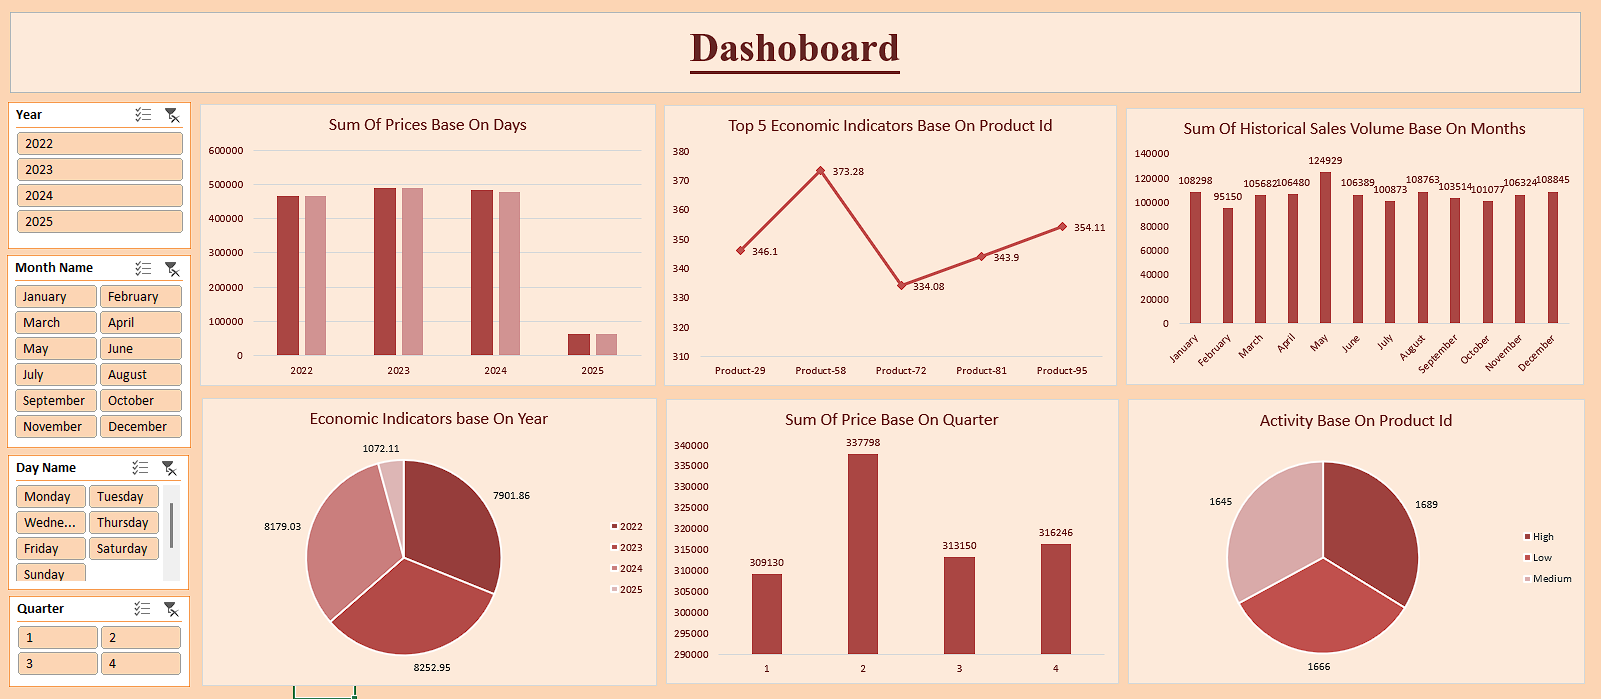 Dashoboard
Year
2022
2023
2024
2025
Month Name
January February
March April
May June
July August
September October
November December
Day Name
Monday Tuesday
Wedne... Thursday
Friday Saturday
Sunday
Quarter
1 2
3 4
Sum Of Prices Base On Days
600000
500000
400000
300000
200000
100000
0
2022 2023 2024 2025
Top 5 Economic Indicators Base On Product Id
380
370
360
350
340
330
320
310
346.1
373.28
334.08
343.9
354.11
Product-29 Product-58 Product-72 Product-81 Product-95
Sum Of Historical Sales Volume Base On Months
140000
120000
100000
80000
60000
40000
20000
0
108298 95150 105682 106480 124929 106389 100873 108763 103514 101077 106324 108845
January February March April May June July August September October November December
Economic Indicators base On Year
1072.11
7901.86
8179.03
8252.95
2022
2023
2024
2025
Sum Of Price Base On Quarter
340000
335000
330000
325000
320000
315000
310000
305000
300000
295000
290000
309130 337798 313150 316246
1 2 3 4
Activity Base On Product Id
1645
1689
1666
High
Low
Medium